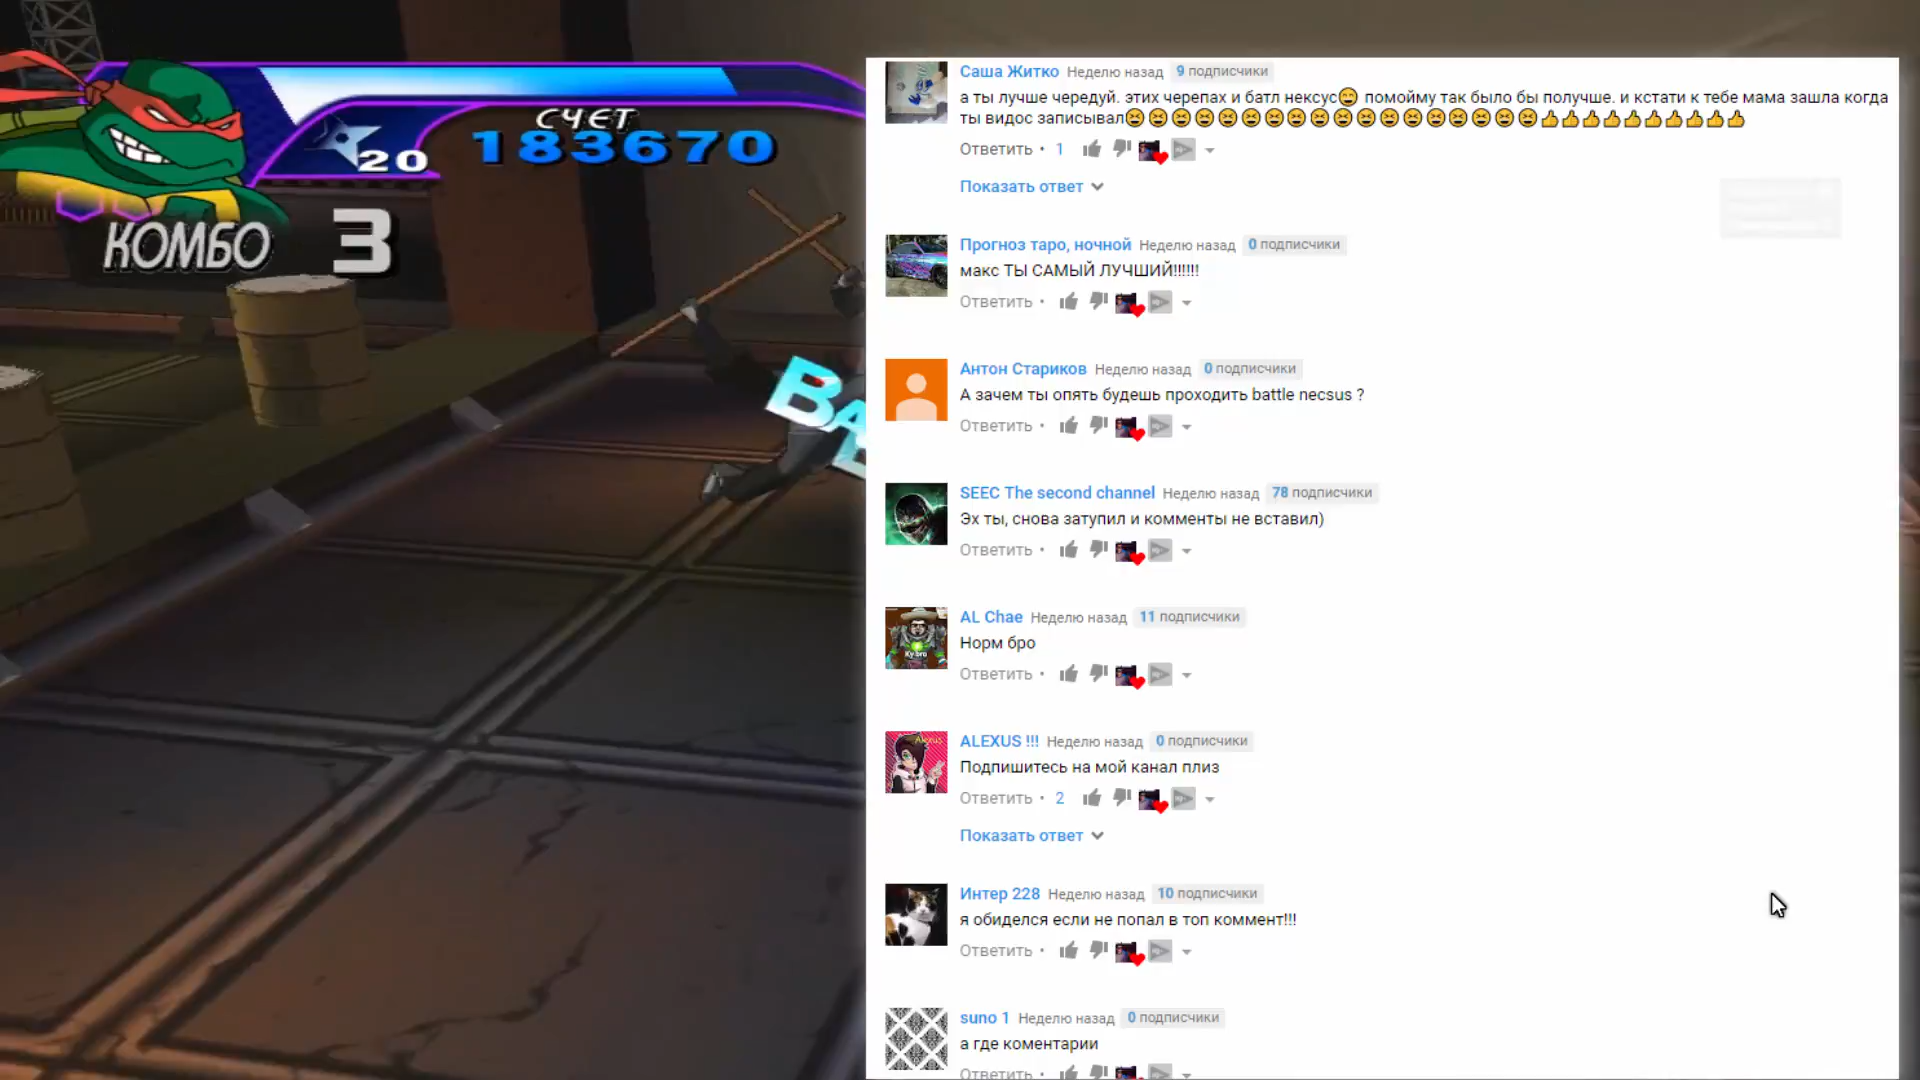 20
СЧЕТ
183670
КОМБО 3
Саша Житко Неделю назад 9 подписчики
а ты лучше чередуй. этих черепах и батл нексус😄 помойму так было бы получше. и кстати к тебе мама зашла когда
ты видос записывал😆😆😆😆😆😆😆😆😆😆😆😆😆😆😆😆😆😆👍👍👍👍👍👍👍👍👍👍
Ответить • 1
Показать ответ
Прогноз таро, ночной Неделю назад 0 подписчики
макс ТЫ САМЫЙ ЛУЧШИЙ!!!!!!
Ответить •
Антон Стариков Неделю назад 0 подписчики
А зачем ты опять будешь проходить battle necsus ?
Ответить •
SEEC The second channel Неделю назад 78 подписчики
Эх ты, снова затупил и комменты не вставил)
Ответить •
AL Chae Неделю назад 11 подписчики
Норм бро
Ответить •
ALEXUS !!! Неделю назад 0 подписчики
Подпишитесь на мой канал плиз
Ответить • 2
Показать ответ
Интер 228 Неделю назад 10 подписчики
я обиделся если не попал в топ коммент!!!
Ответить •
suno 1 Неделю назад 0 подписчики
а где коментарии
Ответить •